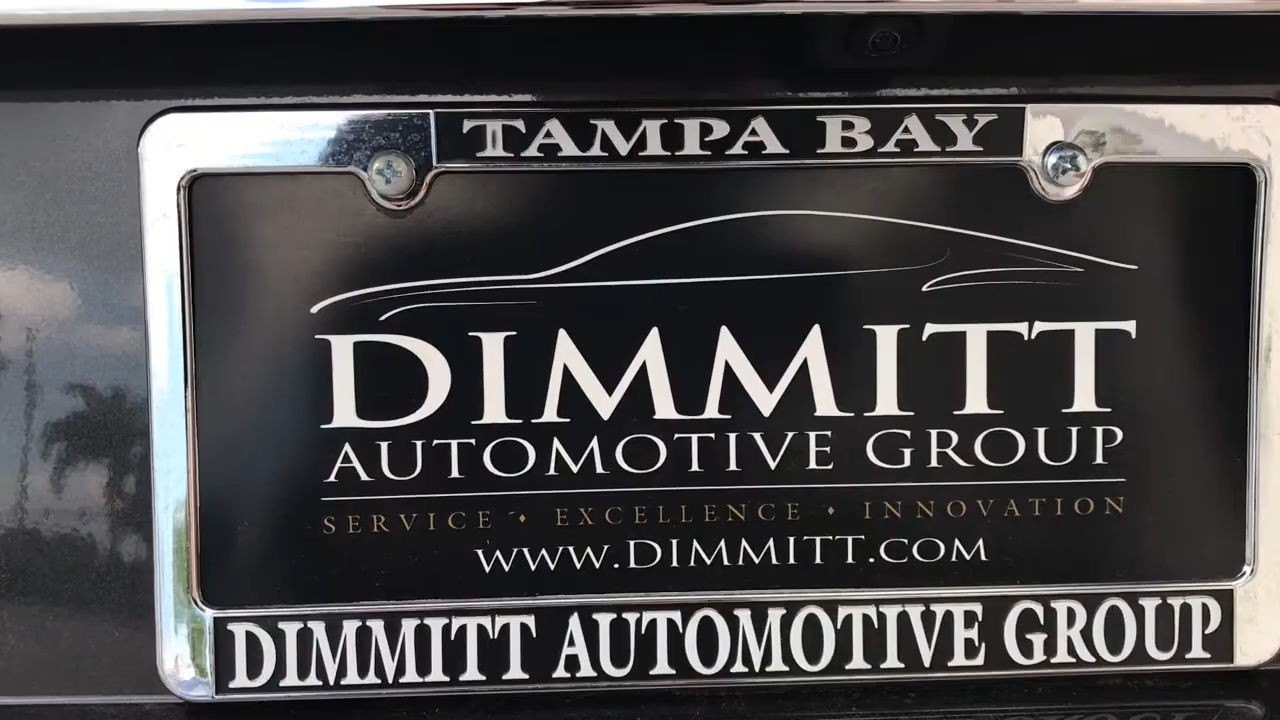 TAMPA BAY
DIMMITT
AUTOMOTIVE GROUP
SERVICE • EXCELLENCE • INNOVATION
WWW.DIMMITT.COM
DIMMITT AUTOMOTIVE GROUP